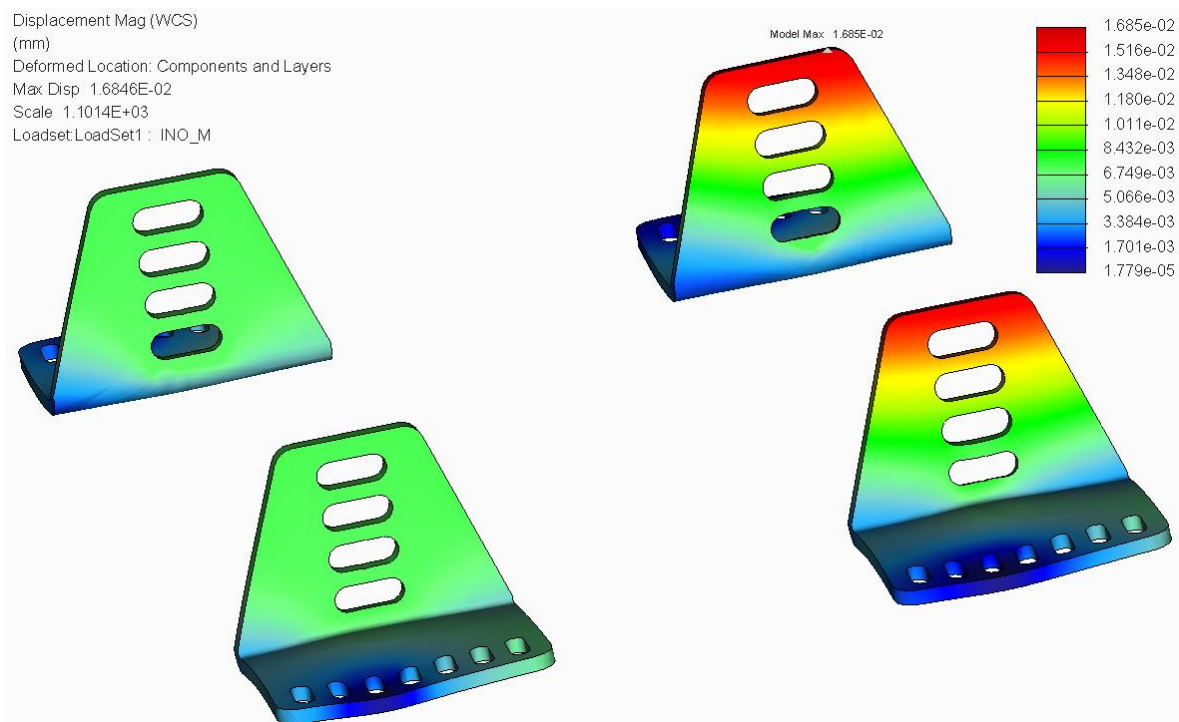 Displacement Mag (WCS)
(mm)
Deformed Location: Components and Layers
Max Disp 1.6846E-02
Scale 1.1014E+03
Loadset:LoadSet1 : INO_M
Model Max 1.685E-02
1.685e-02
1.516e-02
1.348e-02
1.180e-02
1.011e-02
8.432e-03
6.749e-03
5.066e-03
3.384e-03
1.701e-03
1.779e-05